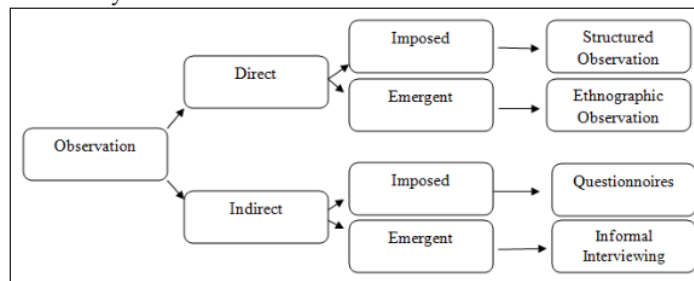 Imposed
Structured
Observation
Direct
Emergent
Ethnographic
Observation
Observation
Imposed
Questionnoires
Indirect
Emergent
Informal
Interviewing